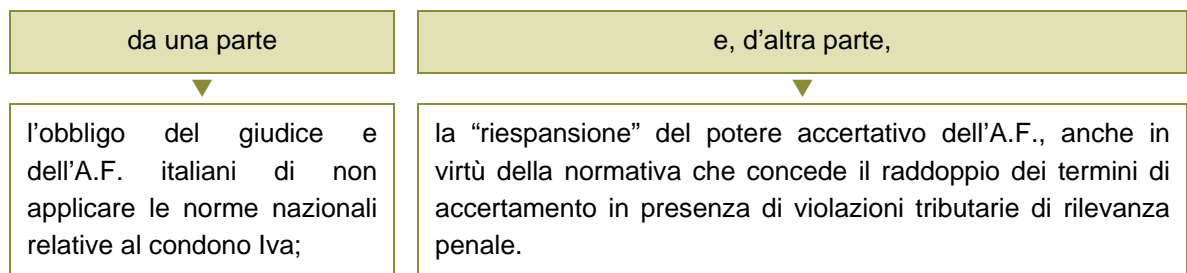 da una parte
e, d’altra parte,
l’obbligo del giudice e
dell’A.F. italiani di non
applicare le norme nazionali
relative al condono Iva;
la “riespansione” del potere accertativo dell’A.F., anche in
virtù della normativa che concede il raddoppio dei termini di
accertamento in presenza di violazioni tributarie di rilevanza
penale.